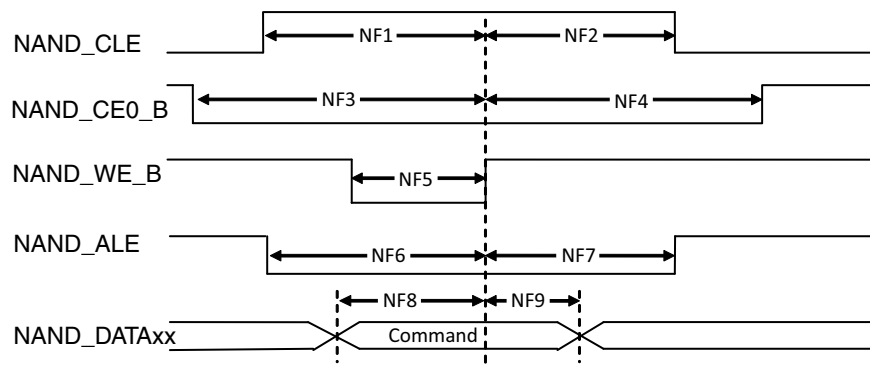 NAND_CLE NF1 NF2
NAND_CE0_B NF3 NF4
NAND_WE_B NF5
NAND_ALE NF6 NF7
NF8 NF9
NAND_DATAxx Command